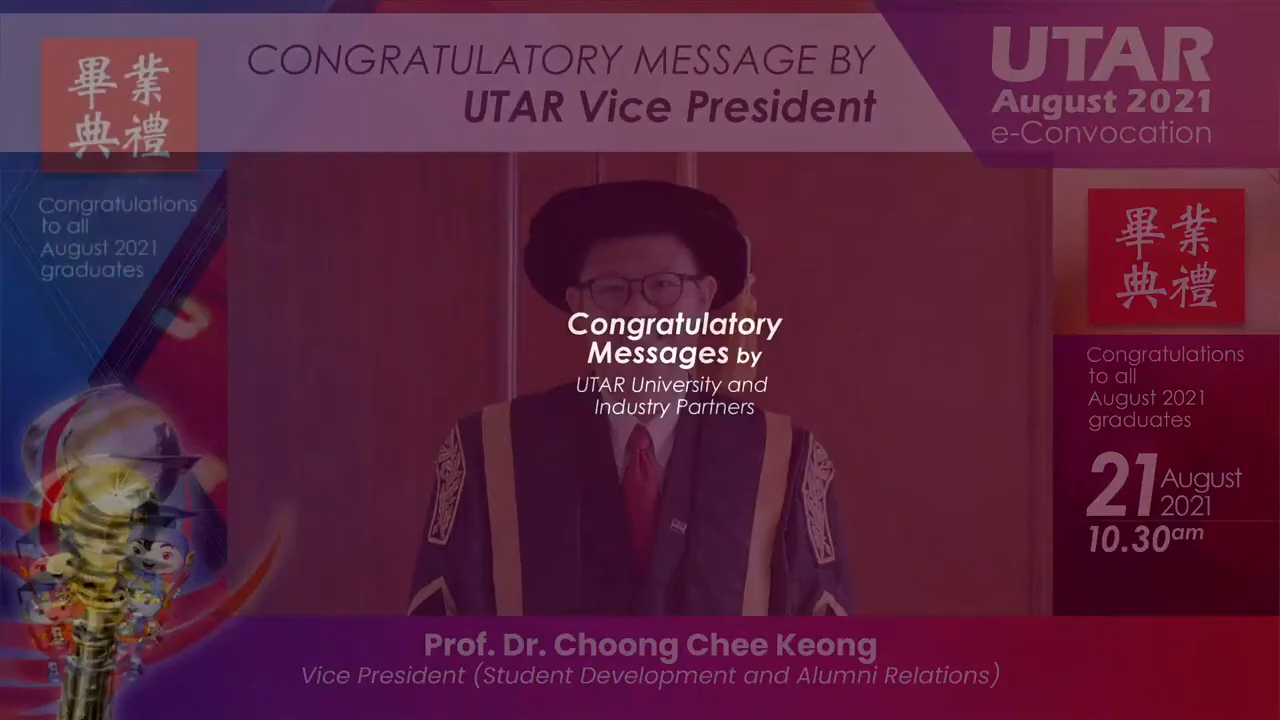 畢業
典禮
Congratulations
to all
August 2021
graduates
CONGRATULATORY MESSAGE BY
UTAR Vice President
UTAR
August 2021
e-Convocation
Congratulatory
Messages by
UTAR University and
Industry Partners
畢業
典禮
Congratulations
to all
August 2021
graduates
21 August
2021
10.30am
Prof. Dr. Choong Chee Keong
Vice President (Student Development and Alumni Relations)